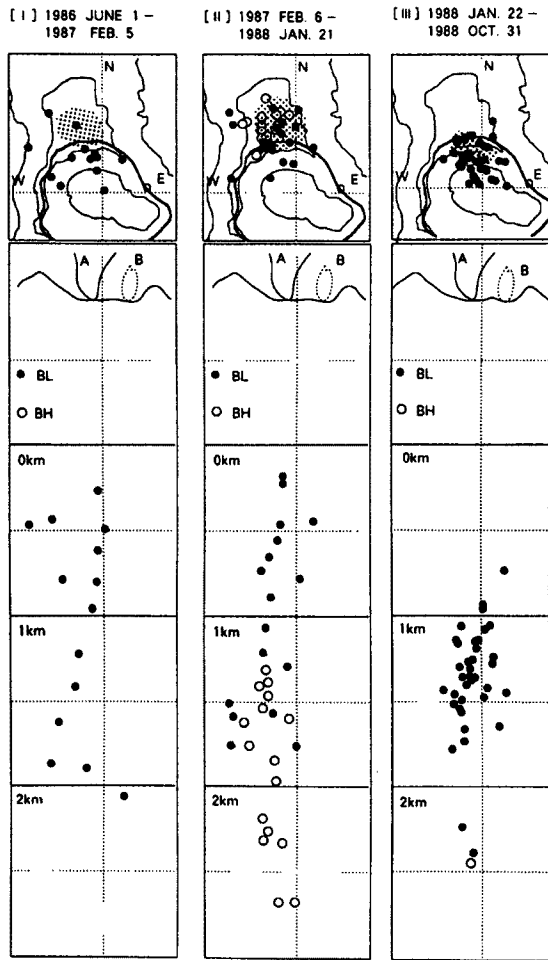 [I] 1986 JUNE 1 –
1987 FEB. 5
N
W
E
A
B
BL
BH
0km
1km
2km
[II] 1987 FEB. 6 –
1988 JAN. 21
N
W
E
A
B
BL
BH
0km
1km
2km
[III] 1988 JAN. 22 –
1988 OCT. 31
N
W
E
A
B
BL
BH
0km
1km
2km